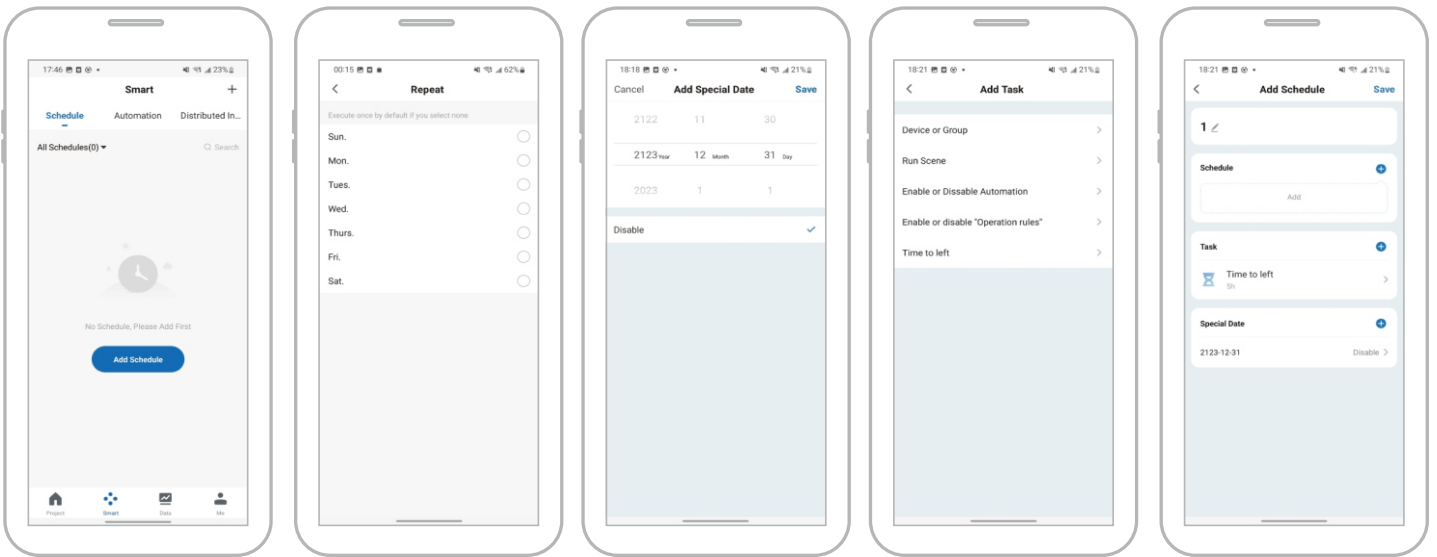 17:46 23%
Smart +
Schedule Automation Distributed In...
All Schedules(0) Search
No Schedule, Please Add First
Add Schedule
Project Smart Data Me
00:15 62%
Repeat
Execute once by default if you select none
Sun.
Mon.
Tues.
Wed.
Thurs.
Fri.
Sat.
18:18 21%
Cancel Add Special Date Save
2122 11 30
2123 Year 12 Month 31 Day
2023 1 1
Disable
18:21 21%
Add Task
Device or Group
Run Scene
Enable or Dissable Automation
Enable or disable "Operation rules"
Time to left
18:21 21%
Add Schedule Save
1
Schedule
Add
Task
Time to left
5h
Special Date
2123-12-31 Disable